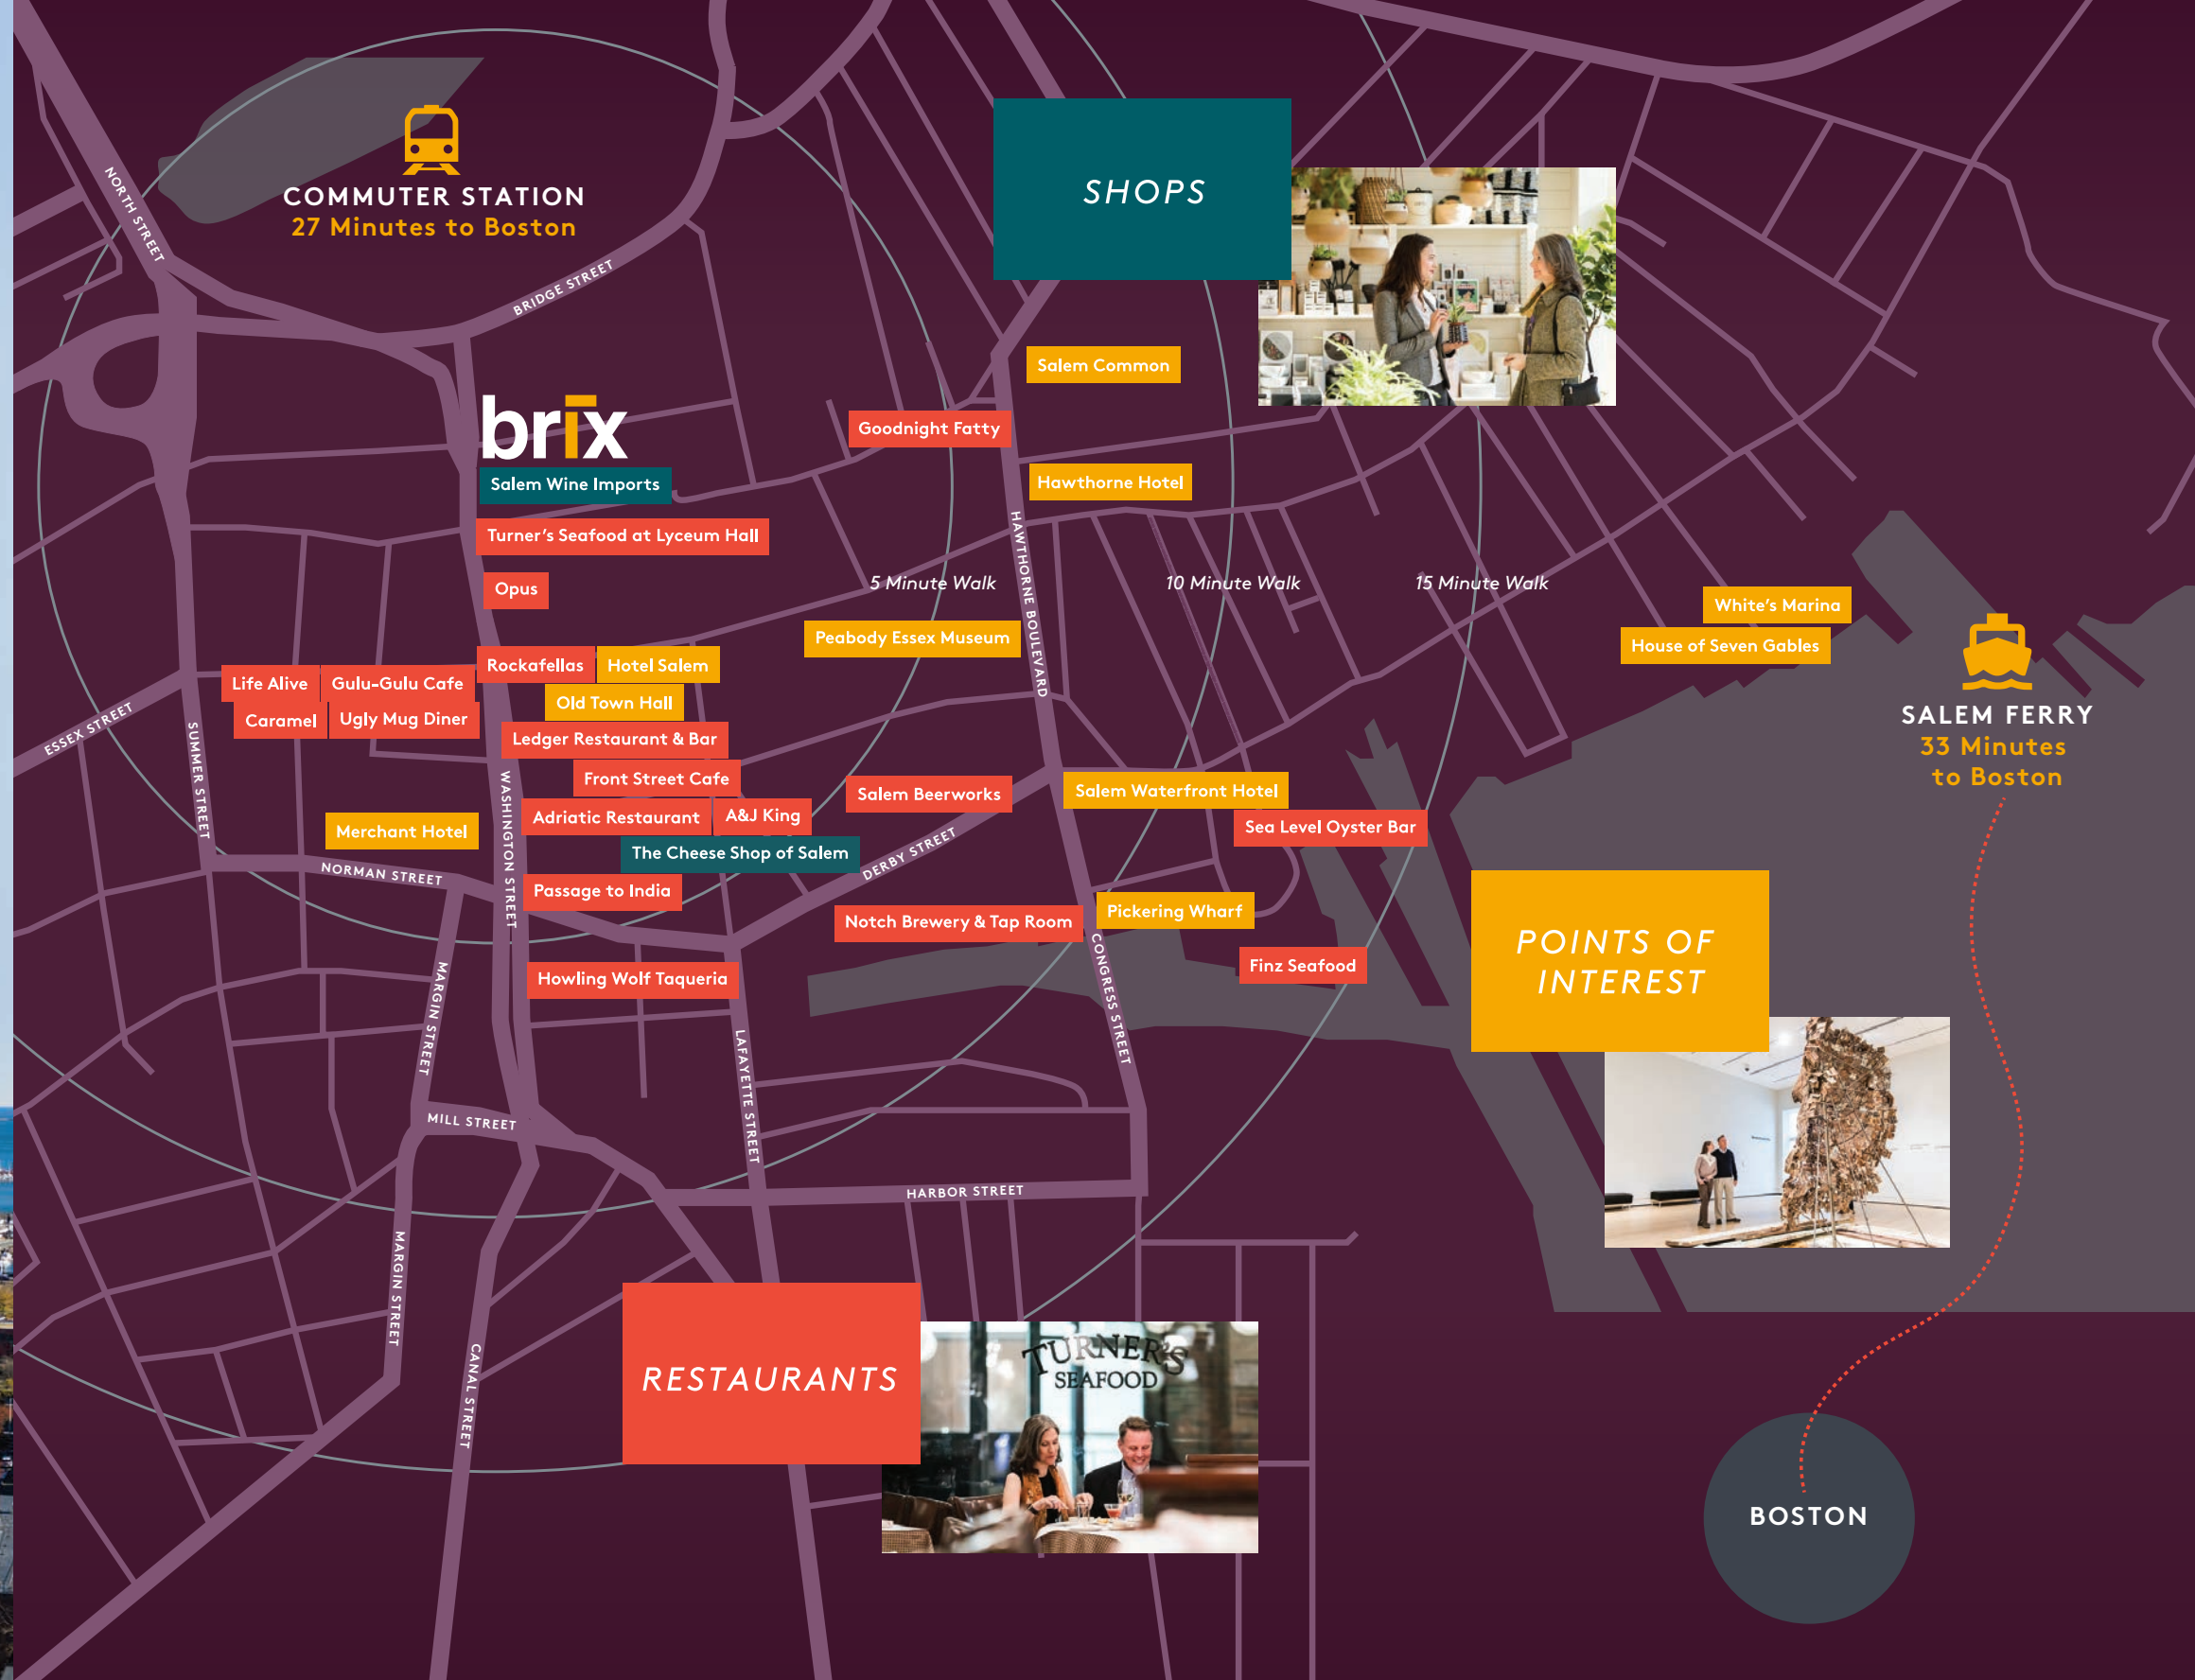 COMMUTER STATION
27 Minutes to Boston
NORTH STREET
BRIDGE STREET
SHOPS
Salem Common
brix
Goodnight Fatty
Salem Wine Imports
Hawthorne Hotel
Turner's Seafood at Lyceum Hall
HAWTHORNE BOULEVARD
Opus
5 Minute Walk
10 Minute Walk
15 Minute Walk
White's Marina
Peabody Essex Museum
House of Seven Gables
Rockafellas
Hotel Salem
Life Alive
Gulu-Gulu Cafe
Old Town Hall
Caramel
Ugly Mug Diner
SALEM FERRY
33 Minutes
to Boston
ESSEX STREET
SUMMER STREET
Ledger Restaurant & Bar
WASHINGTON STREET
Front Street Cafe
Salem Beerworks
Salem Waterfront Hotel
Adriatic Restaurant
A&J King
Sea Level Oyster Bar
Merchant Hotel
The Cheese Shop of Salem
DERBY STREET
NORMAN STREET
Passage to India
Notch Brewery & Tap Room
Pickering Wharf
POINTS OF
INTEREST
CONGRESS STREET
Finz Seafood
Howling Wolf Taqueria
MARGIN STREET
LAFAYETTE STREET
MILL STREET
HARBOR STREET
MARGIN STREET
CANAL STREET
RESTAURANTS
TURNER'S
SEAFOOD
BOSTON